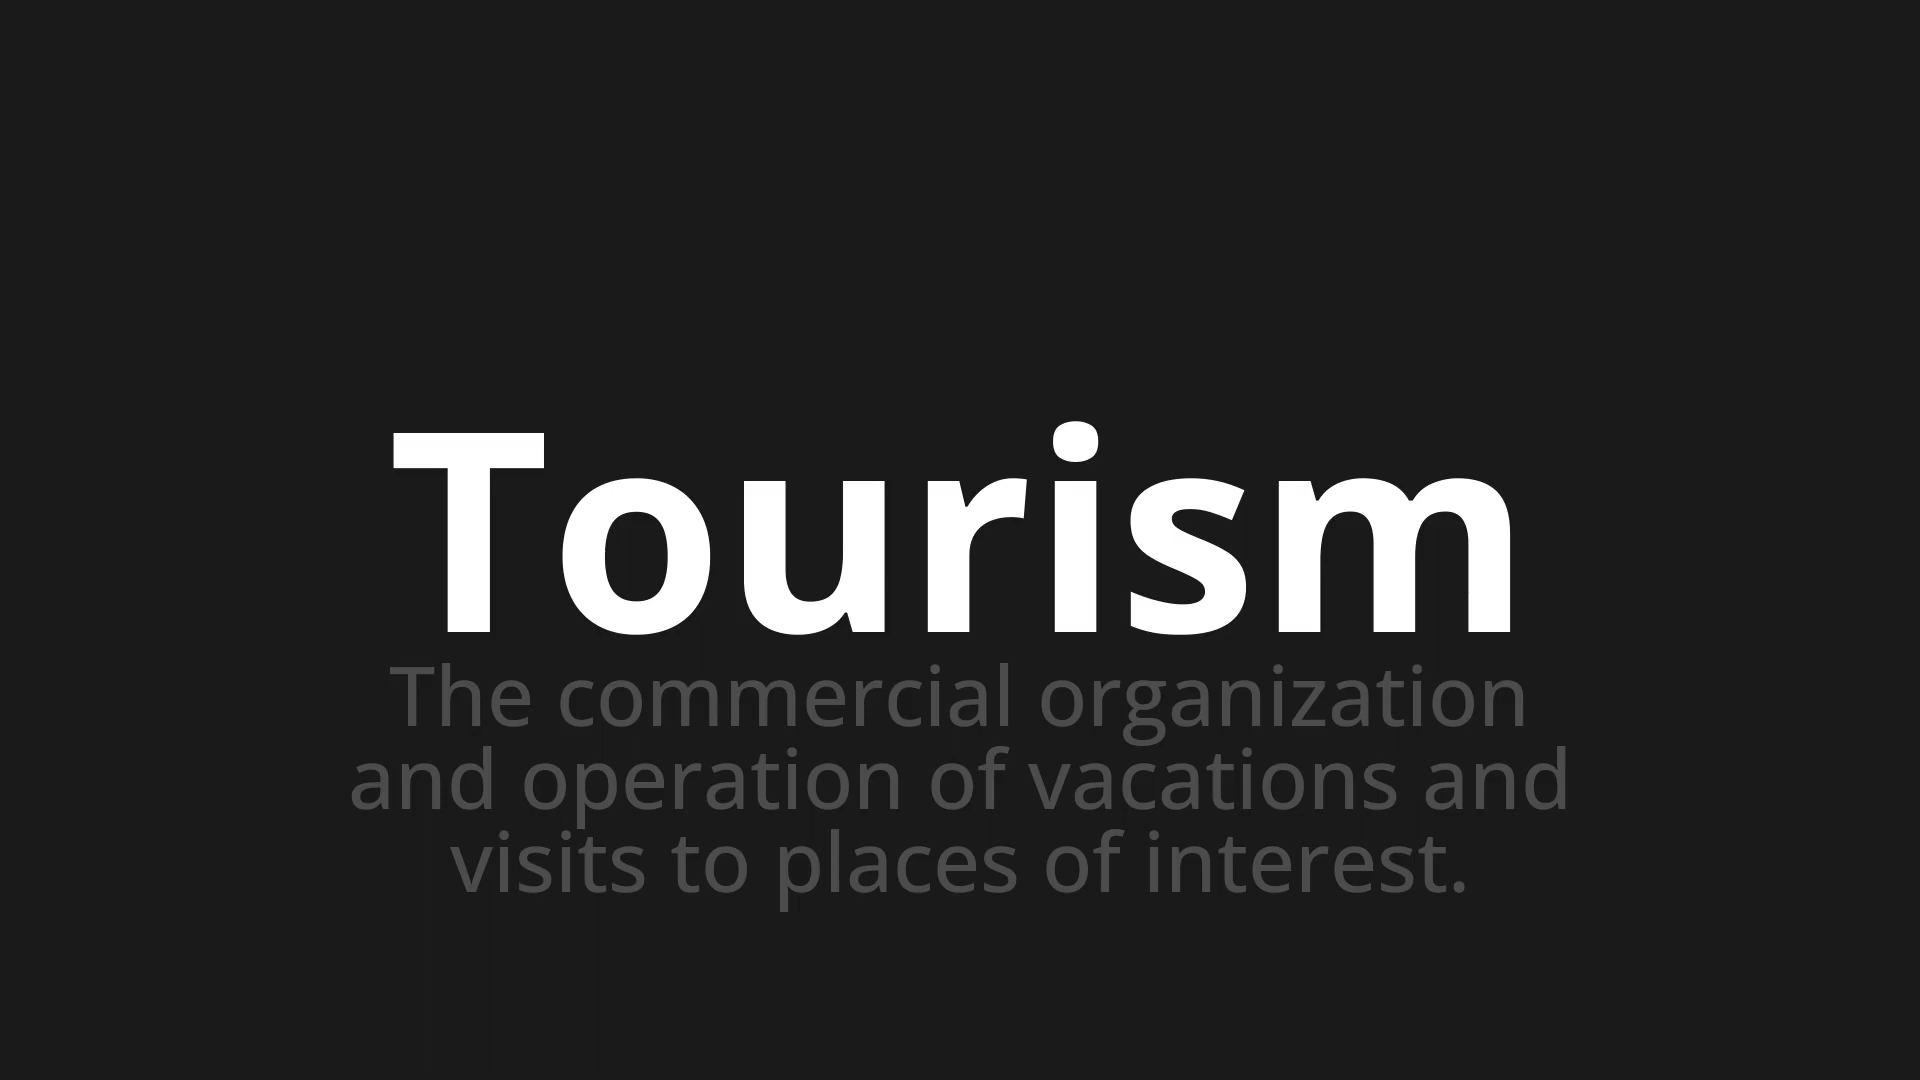 Tourism
The commercial organization
and operation of vacations and
visits to places of interest.